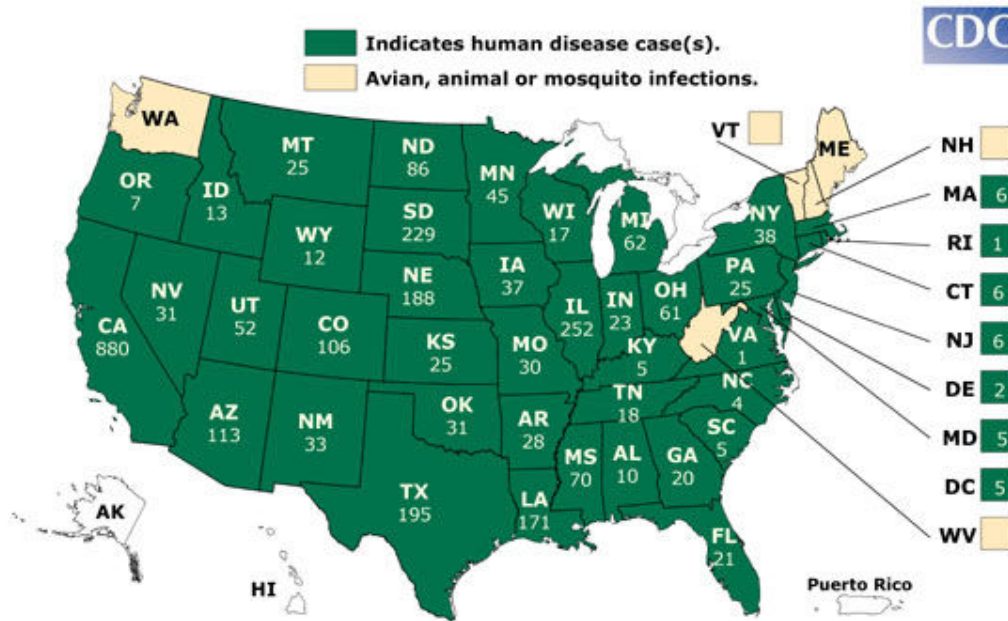 Indicates human disease case(s).
CDC
Avian, animal or mosquito infections.
WA
VT
ME
NH
MT
25
ND
86
MN
45
OR
7
ID
13
MA
6
SD
229
WI
17
MI
62
NY
38
WY
12
RI
1
IA
37
PA
25
CT
6
NE
188
NV
31
UT
52
IL
252
IN
23
OH
61
CA
880
CO
106
NJ
6
KS
25
MO
30
KY
5
VA
1
DE
2
NC
4
TN
18
AZ
113
NM
33
OK
31
AR
28
SC
5
MD
5
MS
70
AL
10
GA
20
DC
5
TX
195
LA
171
AK
WV
FL
21
HI
Puerto Rico